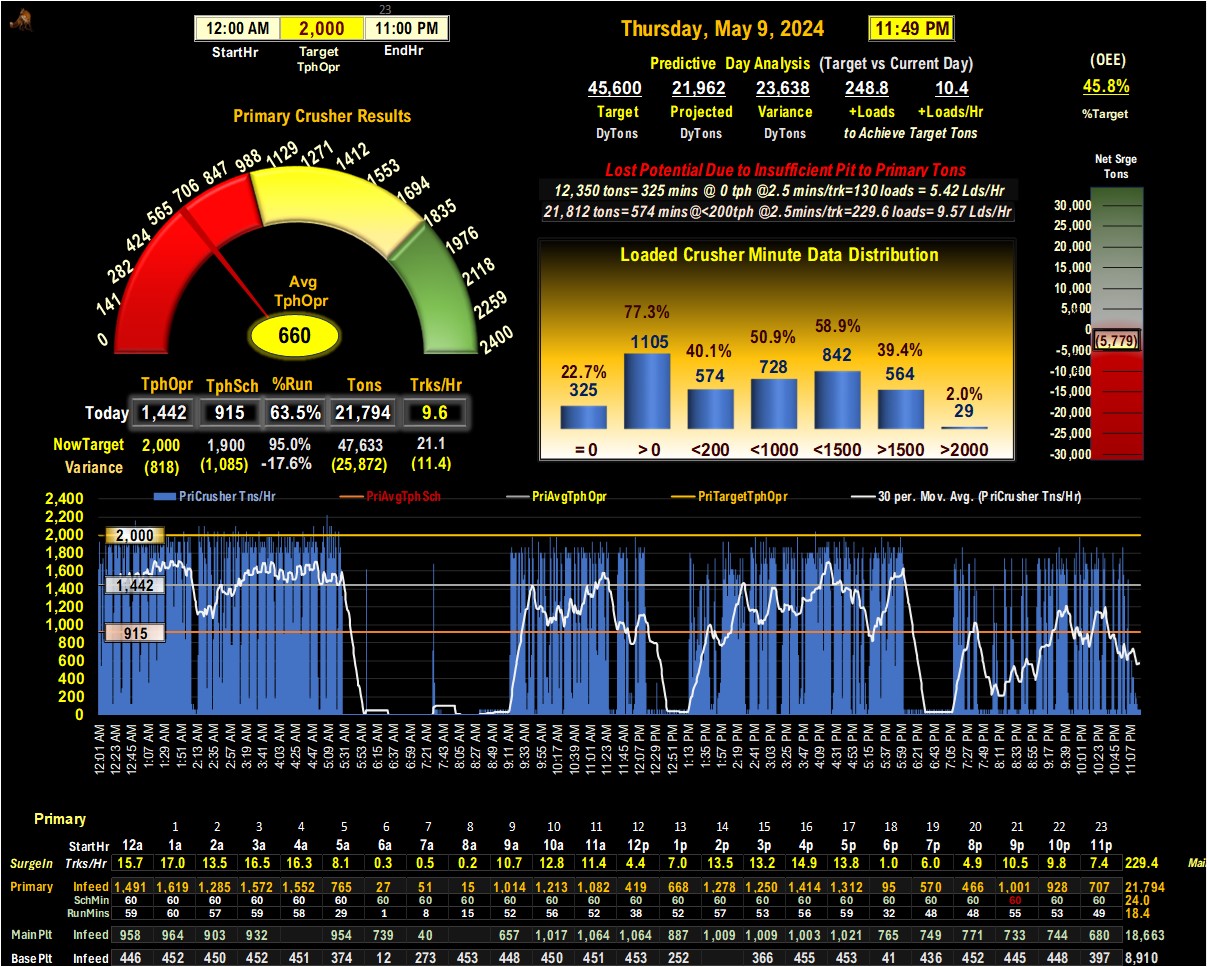 23
12:00 AM 2,000 11:00 PM
StartHr Target TphOpr EndHr
Thursday, May 9, 2024 11:49 PM
Predictive Day Analysis (Target vs Current Day)
45,600 21,962 23,638 248.8 10.4
Target Projected Variance +Loads +Loads/Hr
DyTons DyTons DyTons to Achieve Target Tons
(OEE)
45.8%
%Target
Primary Crusher Results
0 141 282 424 565 706 847 988 1129 1271 1412 1553 1694 1835 1976 2118 2259 2400
Avg
TphOpr
660
Lost Potential Due to Insufficient Pit to Primary Tons
12,350 tons= 325 mins @ 0 tph @2.5 mins/trk=130 loads = 5.42 Lds/Hr
21,812 tons= 574 mins@<200tph @2.5mins/trk=229.6 loads= 9.57 Lds/Hr
Net Srge
Tons
30,000
25,000
20,000
15,000
10,000
5,000
0
(5,779)
-5,000
-10,000
-15,000
-20,000
-25,000
-30,000
Loaded Crusher Minute Data Distribution
22.7% 77.3% 40.1% 50.9% 58.9% 39.4% 2.0%
325 1105 574 728 842 564 29
= 0 > 0 <200 <1000 <1500 >1500 >2000
TphOpr TphSch %Run Tons Trks/Hr
Today 1,442 915 63.5% 21,794 9.6
NowTarget 2,000 1,900 95.0% 47,633 21.1
Variance (818) (1,085) -17.6% (25,872) (11.4)
PriCrusher Tns/Hr PriAvgTphSch PriAvgTphOpr PriTargetTphOpr 30 per. Mov. Avg. (PriCrusher Tns/Hr)
2,400
2,200
2,000
1,800
1,600
1,400
1,200
1,000
800
600
400
200
0
2,000
1,442
915
12:01 AM 12:23 AM 12:45 AM 1:07 AM 1:29 AM 1:51 AM 2:13 AM 2:35 AM 2:57 AM 3:19 AM 3:41 AM 4:03 AM 4:25 AM 4:47 AM 5:09 AM 5:31 AM 5:53 AM 6:15 AM 6:37 AM 6:59 AM 7:21 AM 7:43 AM 8:05 AM 8:27 AM 8:49 AM 9:11 AM 9:33 AM 9:55 AM 10:17 AM 10:39 AM 11:01 AM 11:23 AM 11:45 AM 12:07 PM 12:29 PM 12:51 PM 1:13 PM 1:35 PM 1:57 PM 2:19 PM 2:41 PM 3:03 PM 3:25 PM 3:47 PM 4:09 PM 4:31 PM 4:53 PM 5:15 PM 5:37 PM 5:59 PM 6:21 PM 6:43 PM 7:05 PM 7:27 PM 7:49 PM 8:11 PM 8:33 PM 8:55 PM 9:17 PM 9:39 PM 10:01 PM 10:23 PM 10:45 PM 11:07 PM
Primary
1 2 3 4 5 6 7 8 9 10 11 12 13 14 15 16 17 18 19 20 21 22 23
StartHr 12a 1a 2a 3a 4a 5a 6a 7a 8a 9a 10a 11a 12p 1p 2p 3p 4p 5p 6p 7p 8p 9p 10p 11p
SurgeIn Trks/Hr 15.7 17.0 13.5 16.5 16.3 8.1 0.3 0.5 0.2 10.7 12.8 11.4 4.4 7.0 13.5 13.2 14.9 13.8 1.0 6.0 4.9 10.5 9.8 7.4 229.4
Primary Infeed 1,491 1,619 1,285 1,572 1,552 765 27 51 15 1,014 1,213 1,082 419 668 1,278 1,250 1,414 1,312 95 570 466 1,001 928 707 21,794
SchMin 60 60 60 60 60 60 60 60 60 60 60 60 60 60 60 60 60 60 60 60 60 60 60 60 24.0
RunMins 59 60 57 59 58 29 1 8 15 52 56 52 38 52 57 53 56 59 32 48 48 55 53 49 18.4
Main Plt Infeed 958 964 903 932 954 739 40 657 1,017 1,064 1,064 887 1,009 1,009 1,003 1,021 765 749 771 733 744 680 18,663
Base Plt Infeed 446 452 450 452 451 374 12 273 453 448 450 451 453 252 366 455 453 41 436 452 445 448 397 8,910